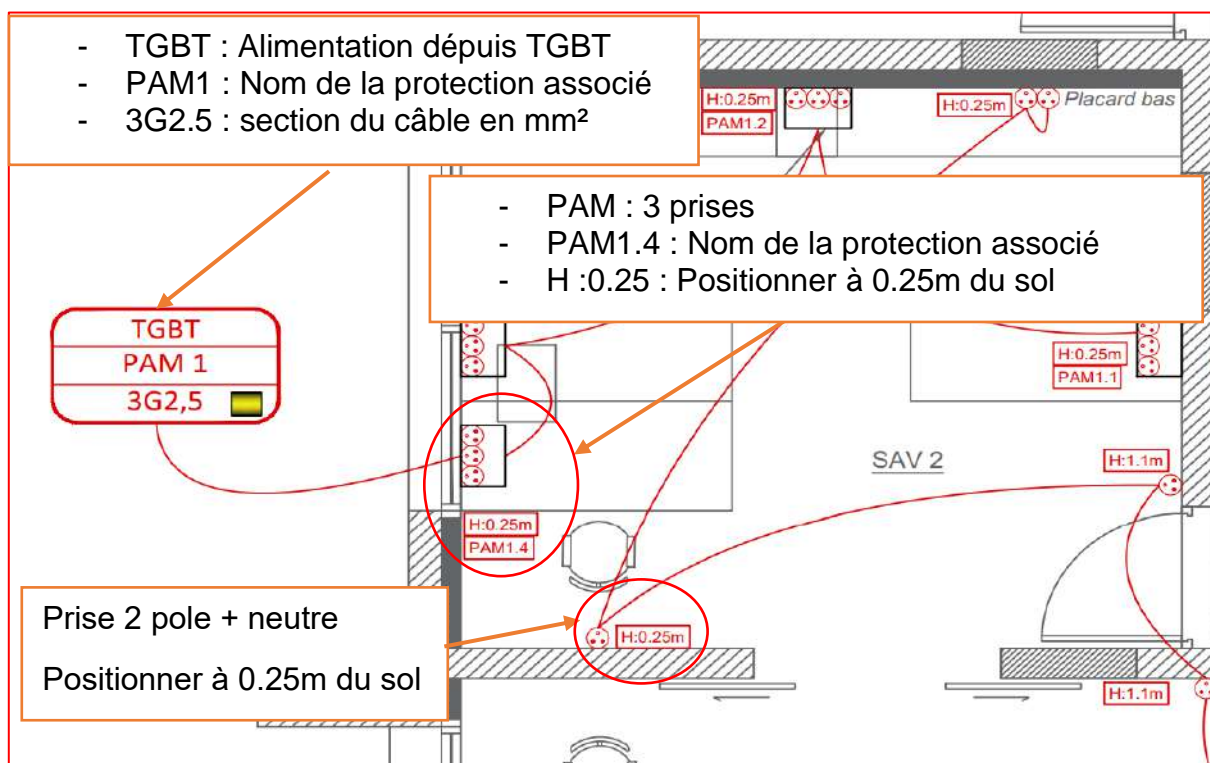 - TGBT : Alimentation dépuis TGBT
- PAM1 : Nom de la protection associé
- 3G2.5 : section du câble en mm²
H:0.25m
PAM1.2
H:0.25m
Placard bas
- PAM : 3 prises
- PAM1.4 : Nom de la protection associé
- H :0.25 : Positionner à 0.25m du sol
TGBT
PAM 1
3G2,5
H:0.25m
PAM1.1
SAV 2
H:1.1m
H:0.25m
PAM1.4
Prise 2 pole + neutre
Positionner à 0.25m du sol
H:0.25m
H:1.1m